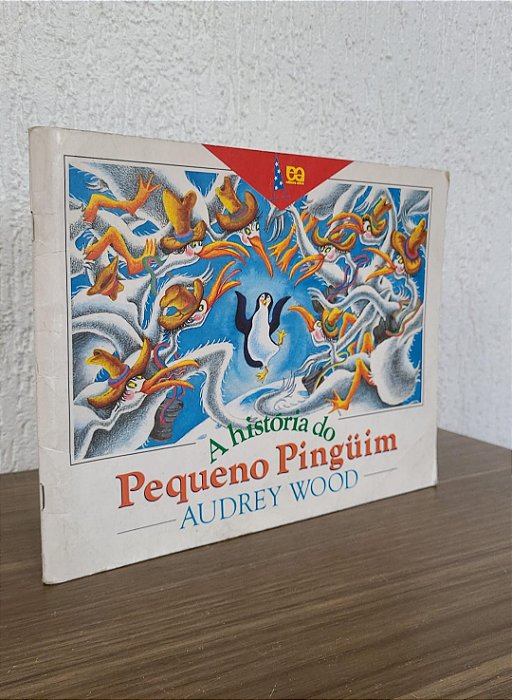 A história do
Pequeno Pingüim
AUDREY WOOD